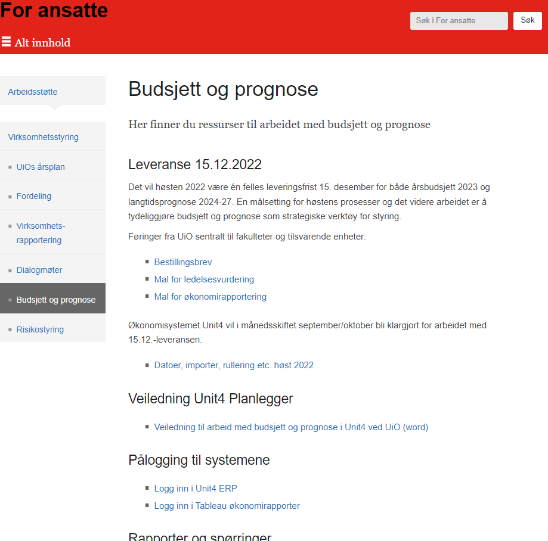 For ansatte
Søk i For ansatte
Søk
Alt innhold
Arbeidsstøtte
Virksomhetsstyring
UiOs årsplan
Fordeling
Virksomhets-
rapportering
Dialogmøter
Budsjett og prognose
Risikostyring
Budsjett og prognose
Her finner du ressurser til arbeidet med budsjett og prognose
Leveranse 15.12.2022
Det vil høsten 2022 være én felles leveringsfrist 15. desember for både årsbudsjett 2023 og
langtidsprognose 2024-27. En målsetting for høstens prosesser og det videre arbeidet er å
tydeliggjøre budsjett og prognose som strategiske verktøy for styring.
Føringer fra UiO sentralt til fakulteter og tilsvarende enheter:
Bestillingsbrev
Mal for ledelsesvurdering
Mal for økonomirapportering
Økonomisystemet Unit4 vil i månedsskiftet september/oktober bli klargjort for arbeidet med
15.12.-leveransen.
Datoer, importer, rullering etc. høst 2022
Veiledning Unit4 Planlegger
Veiledning til arbeid med budsjett og prognose i Unit4 ved UiO (word)
Pålogging til systemene
Logg inn i Unit4 ERP
Logg inn i Tableau økonomirapporter
Rapporter og spørringer